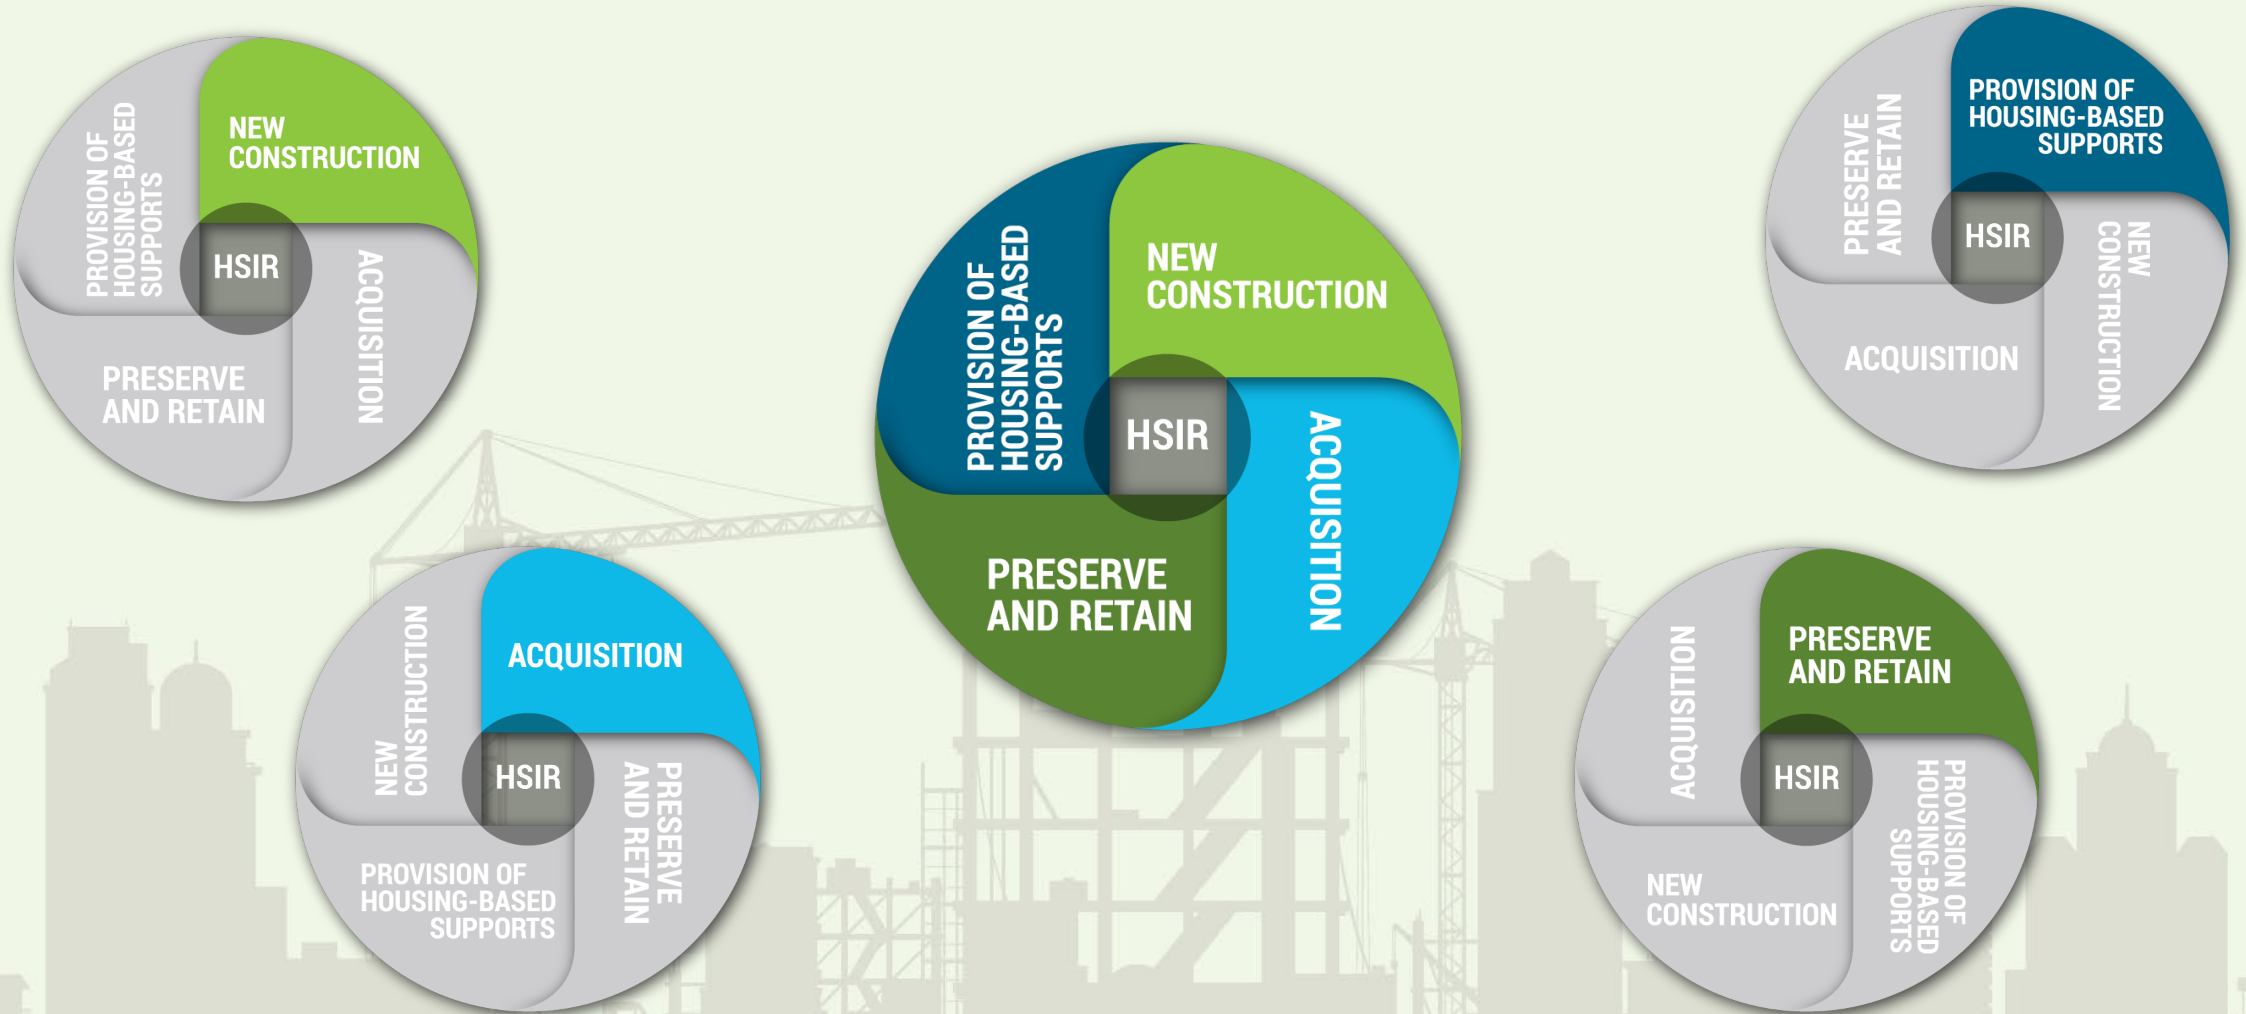 NEW
CONSTRUCTION
ACQUISITION
PRESERVE
AND RETAIN
PROVISION OF
HOUSING-BASED
SUPPORTS
HSIR
NEW
CONSTRUCTION
ACQUISITION
PRESERVE
AND RETAIN
PROVISION OF
HOUSING-BASED
SUPPORTS
HSIR
PROVISION OF
HOUSING-BASED
SUPPORTS
NEW
CONSTRUCTION
ACQUISITION
PRESERVE
AND RETAIN
HSIR
ACQUISITION
PRESERVE
AND RETAIN
PROVISION OF
HOUSING-BASED
SUPPORTS
NEW
CONSTRUCTION
HSIR
PRESERVE
AND RETAIN
PROVISION OF
HOUSING-BASED
SUPPORTS
NEW
CONSTRUCTION
ACQUISITION
HSIR